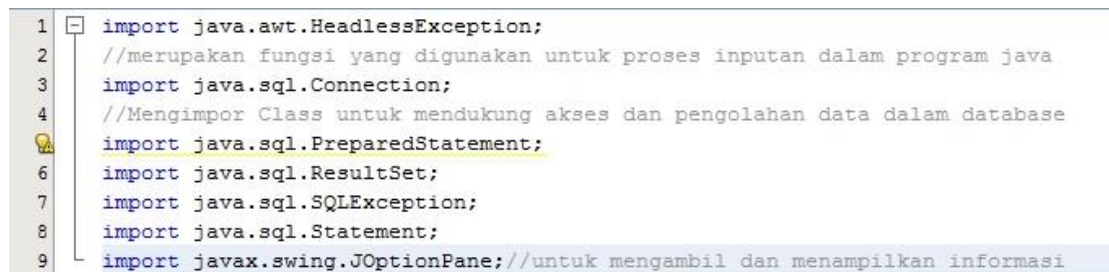 1 import java.awt.HeadlessException;
2 //merupakan fungsi yang digunakan untuk proses inputan dalam program java
3 import java.sql.Connection;
4 //Mengimpor Class untuk mendukung akses dan pengolahan data dalam database
import java.sql.PreparedStatement;
6 import java.sql.ResultSet;
7 import java.sql.SQLException;
8 import java.sql.Statement;
9 import javax.swing.JOptionPane;//untuk mengambil dan menampilkan informasi